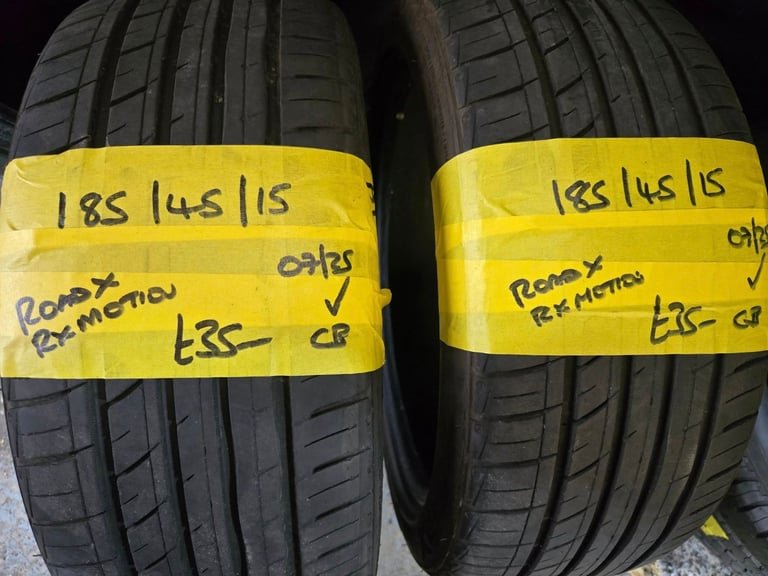 185/45/15
07/25
ROADX
RX MOTION
£35-
✓
CB
185/45/15
07/25
ROADX
RX MOTION
£35-
✓
CB